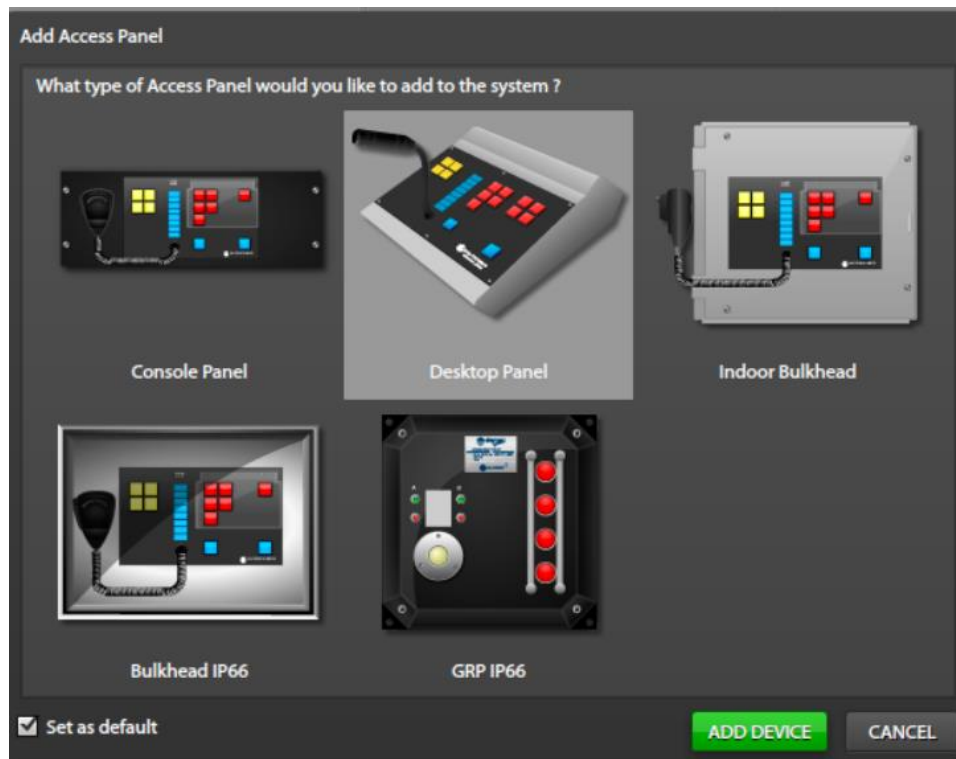 Add Access Panel
What type of Access Panel would you like to add to the system ?
Console Panel
Desktop Panel
Indoor Bulkhead
Bulkhead IP66
GRP IP66
Set as default
ADD DEVICE
CANCEL